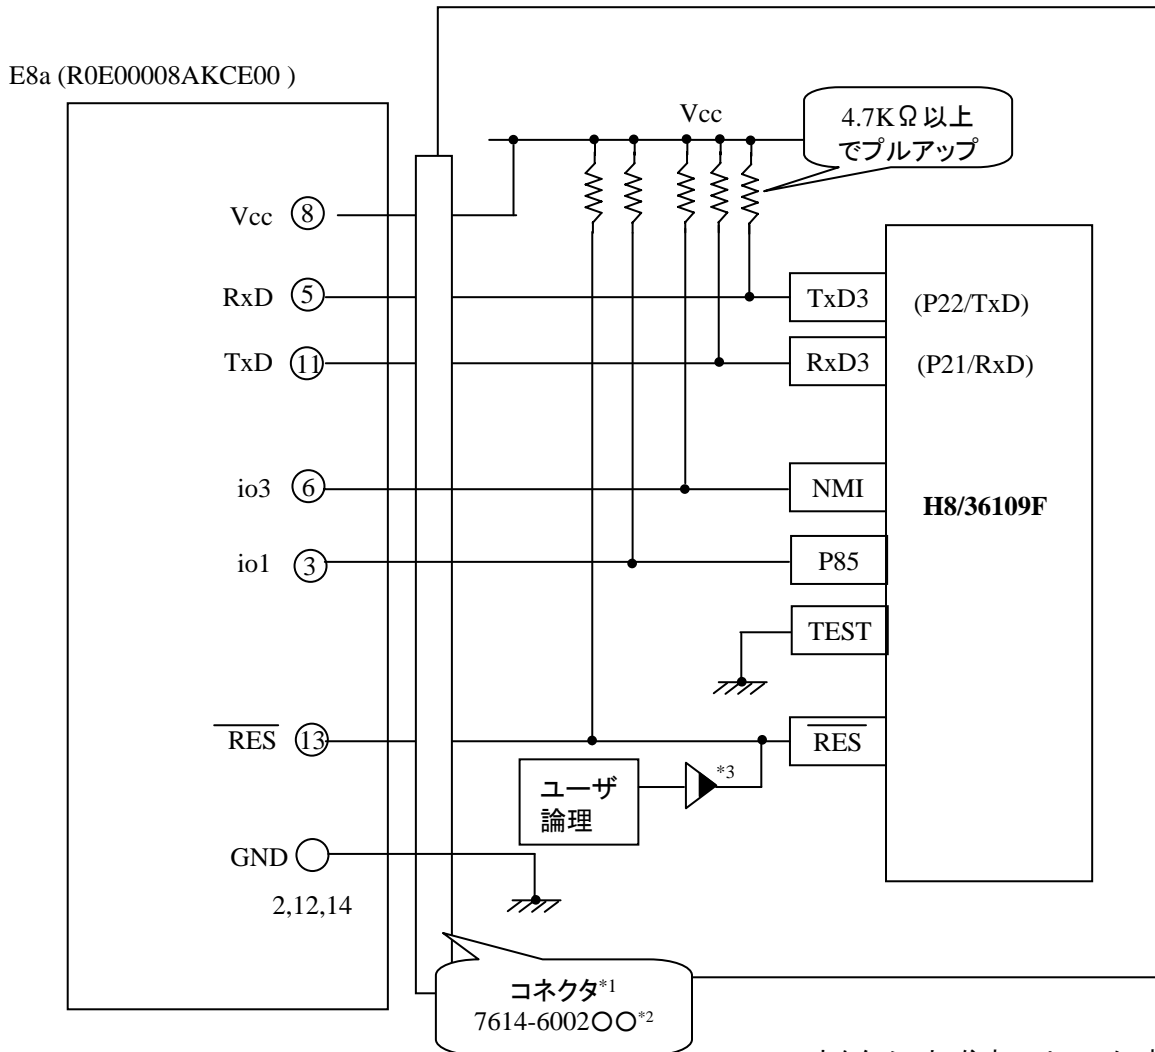 E8a (R0E00008AKCE00 )
Vcc
4.7KΩ以上
でプルアップ
Vcc ⑧
RxD ⑤
TxD3
(P22/TxD)
TxD ⑪
RxD3
(P21/RxD)
io3 ⑥
NMI
H8/36109F
io1 ③
P85
TEST
RES ⑬
RES
*3
ユーザ
論理
GND ○
2,12,14
コネクタ*1
7614-6002○○*2